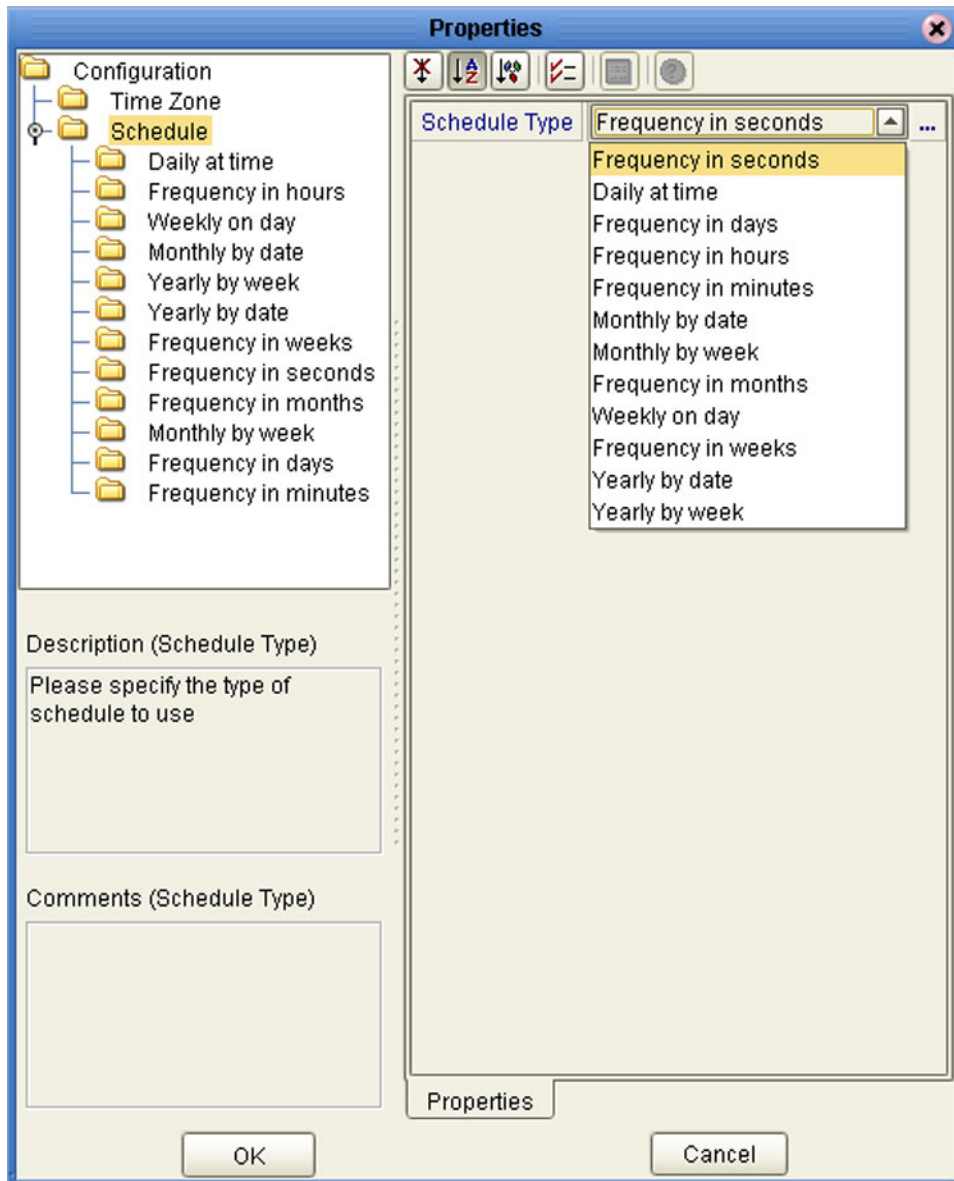 Properties
Configuration
Time Zone
Schedule
Daily at time
Frequency in hours
Weekly on day
Monthly by date
Yearly by week
Yearly by date
Frequency in weeks
Frequency in seconds
Frequency in months
Monthly by week
Frequency in days
Frequency in minutes
Description (Schedule Type)
Please specify the type of
schedule to use
Comments (Schedule Type)
A
Z
Schedule Type Frequency in seconds ...
Frequency in seconds
Daily at time
Frequency in days
Frequency in hours
Frequency in minutes
Monthly by date
Monthly by week
Frequency in months
Weekly on day
Frequency in weeks
Yearly by date
Yearly by week
Properties
OK Cancel